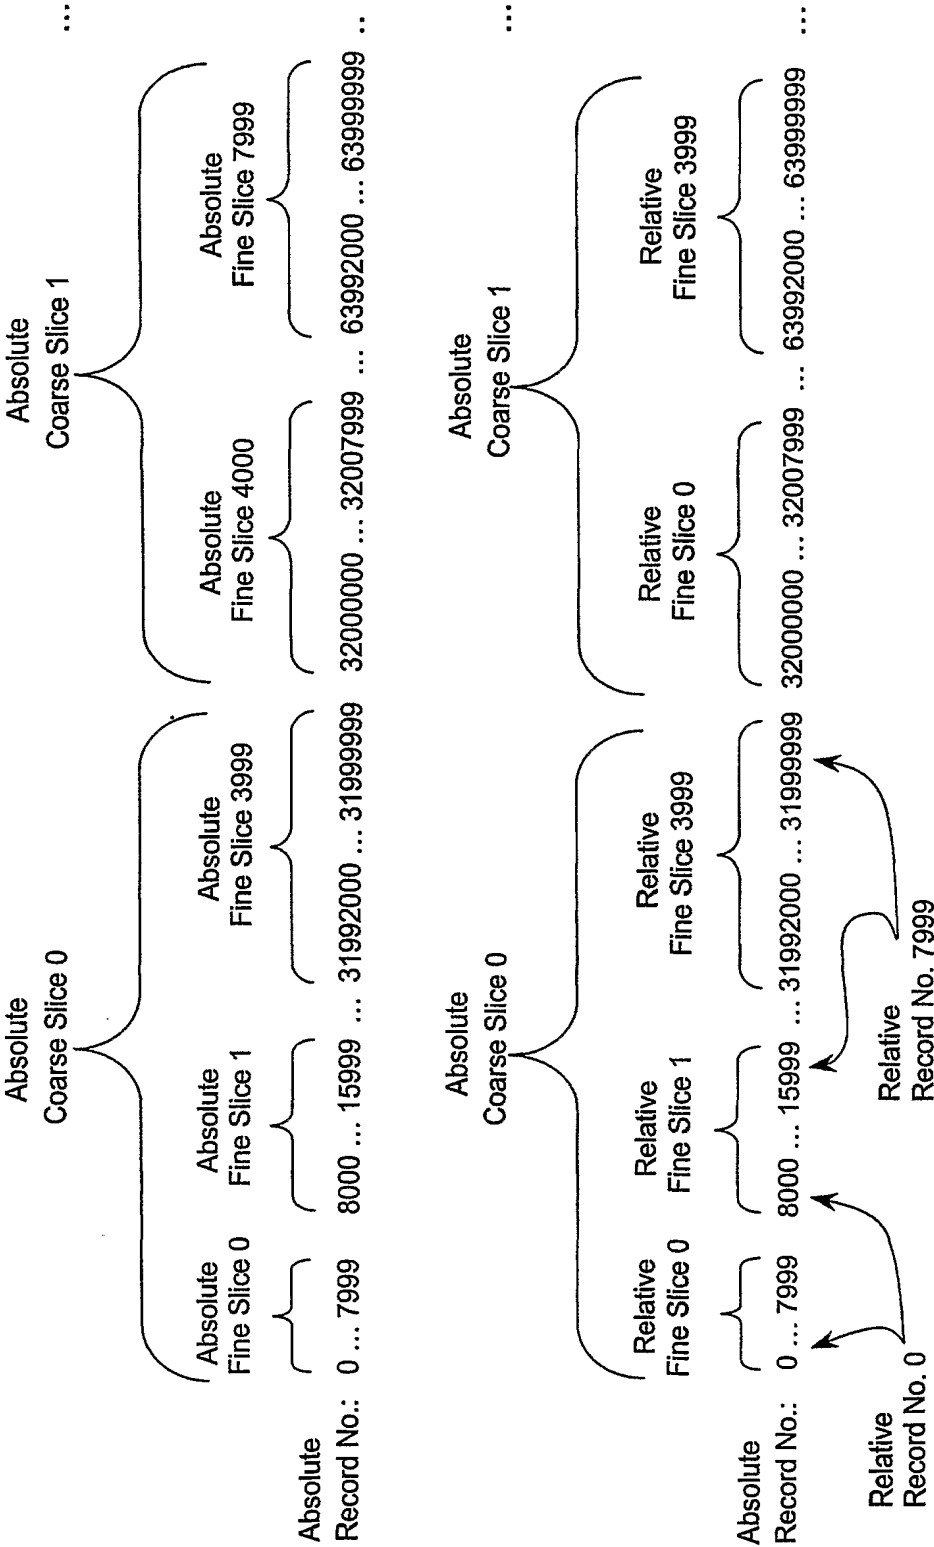 Absolute
Coarse Slice 0
Absolute
Coarse Slice 1
...
Absolute
Fine Slice 0
Absolute
Fine Slice 1
Absolute
Fine Slice 3999
Absolute
Fine Slice 4000
Absolute
Fine Slice 7999
Absolute
Record No.: 0 ... 7999 8000 ... 15999 ... 31992000 ... 31999999 32000000 ... 32007999 ... 63992000 ... 63999999 ..
Absolute
Coarse Slice 0
Absolute
Coarse Slice 1
...
Relative
Fine Slice 0
Relative
Fine Slice 1
Relative
Fine Slice 3999
Relative
Fine Slice 0
Relative
Fine Slice 3999
Absolute
Record No.: 0 ... 7999 8000 ... 15999 ... 31992000 ... 31999999 32000000 ... 32007999 ... 63992000 ... 63999999 ...
Relative
Record No. 0
Relative
Record No. 7999